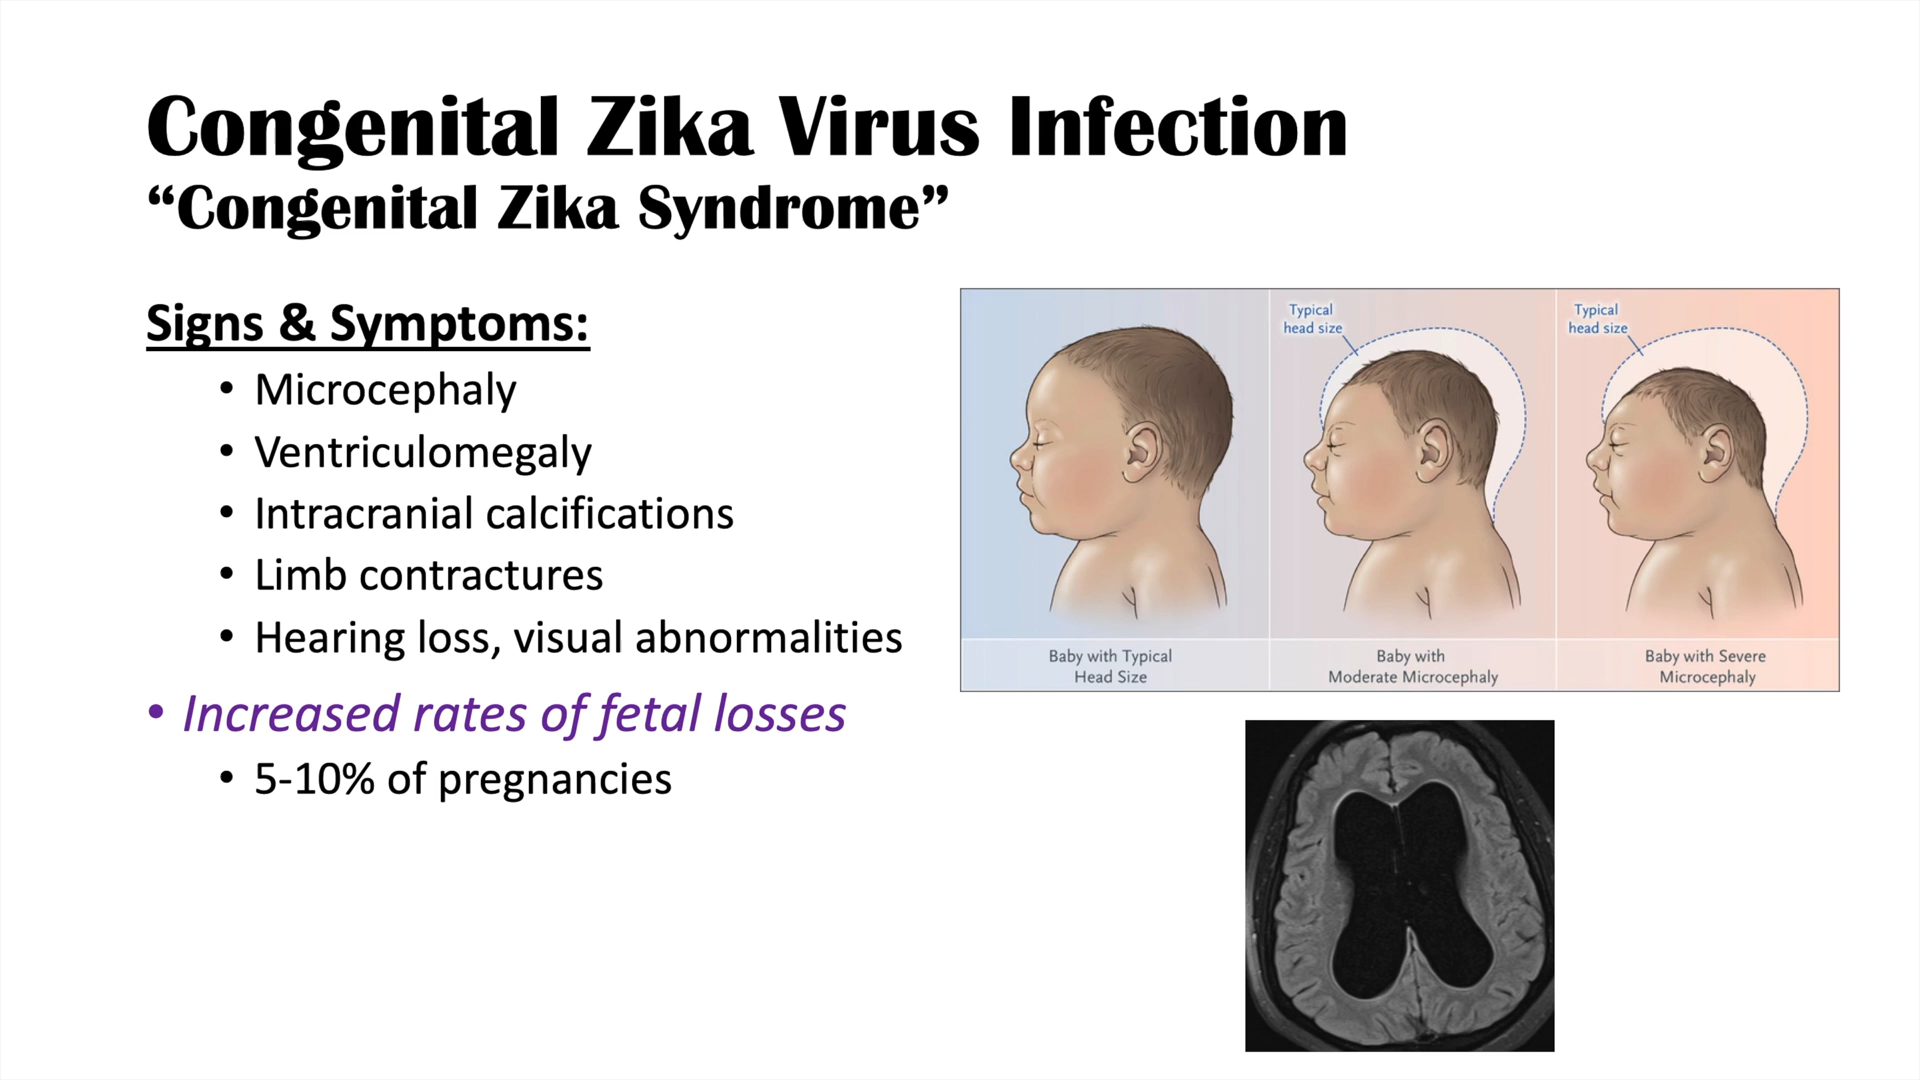 Congenital Zika Virus Infection
“Congenital Zika Syndrome”
Signs & Symptoms:
• Microcephaly
• Ventriculomegaly
• Intracranial calcifications
• Limb contractures
• Hearing loss, visual abnormalities
• Increased rates of fetal losses
• 5-10% of pregnancies
Typical
head size
Typical
head size
Baby with Typical
Head Size
Baby with
Moderate Microcephaly
Baby with Severe
Microcephaly